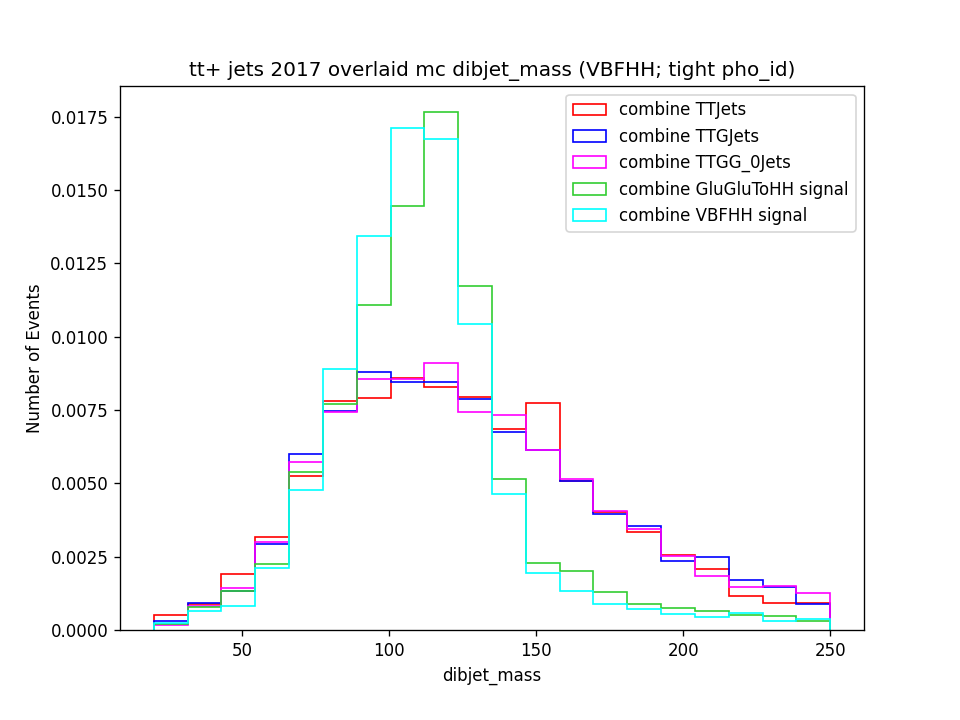 tt+ jets 2017 overlaid mc dibjet_mass (VBFHH; tight pho_id)
combine TTJets
combine TTGJets
combine TTGG_0Jets
combine GluGluToHH signal
combine VBFHH signal
Number of Events
0.0175
0.0150
0.0125
0.0100
0.0075
0.0050
0.0025
0.0000
50
100
150
200
250
dibjet_mass